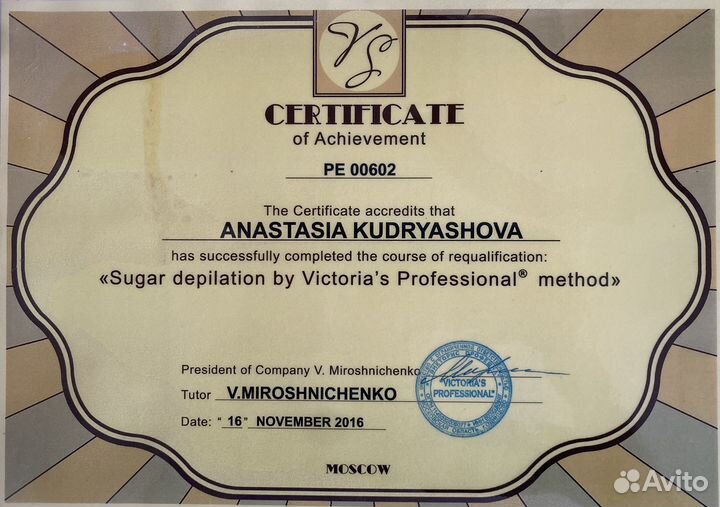 VS
CERTIFICATE
of Achievement
PE 00602
The Certificate accredits that
ANASTASIA KUDRYASHOVA
has successfully completed the course of requalification:
«Sugar depilation by Victoria's Professional® method»
President of Company V. Miroshnichenko
Tutor V.MIROSHNICHENKO
"VICTORIA'S
PROFESSIONAL"
Date: "16" NOVEMBER 2016
MOSCOW
Avito